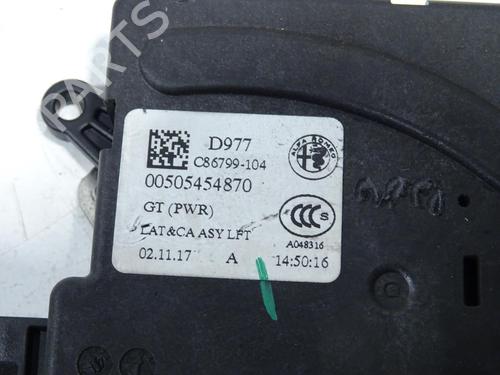 PARTS
D977
C86799-104
ALFA ROMEO
00505454870
GT (PWR)
CCC S
LAT&CA ASY LFT
A048316
02.11.17 A 14:50:16